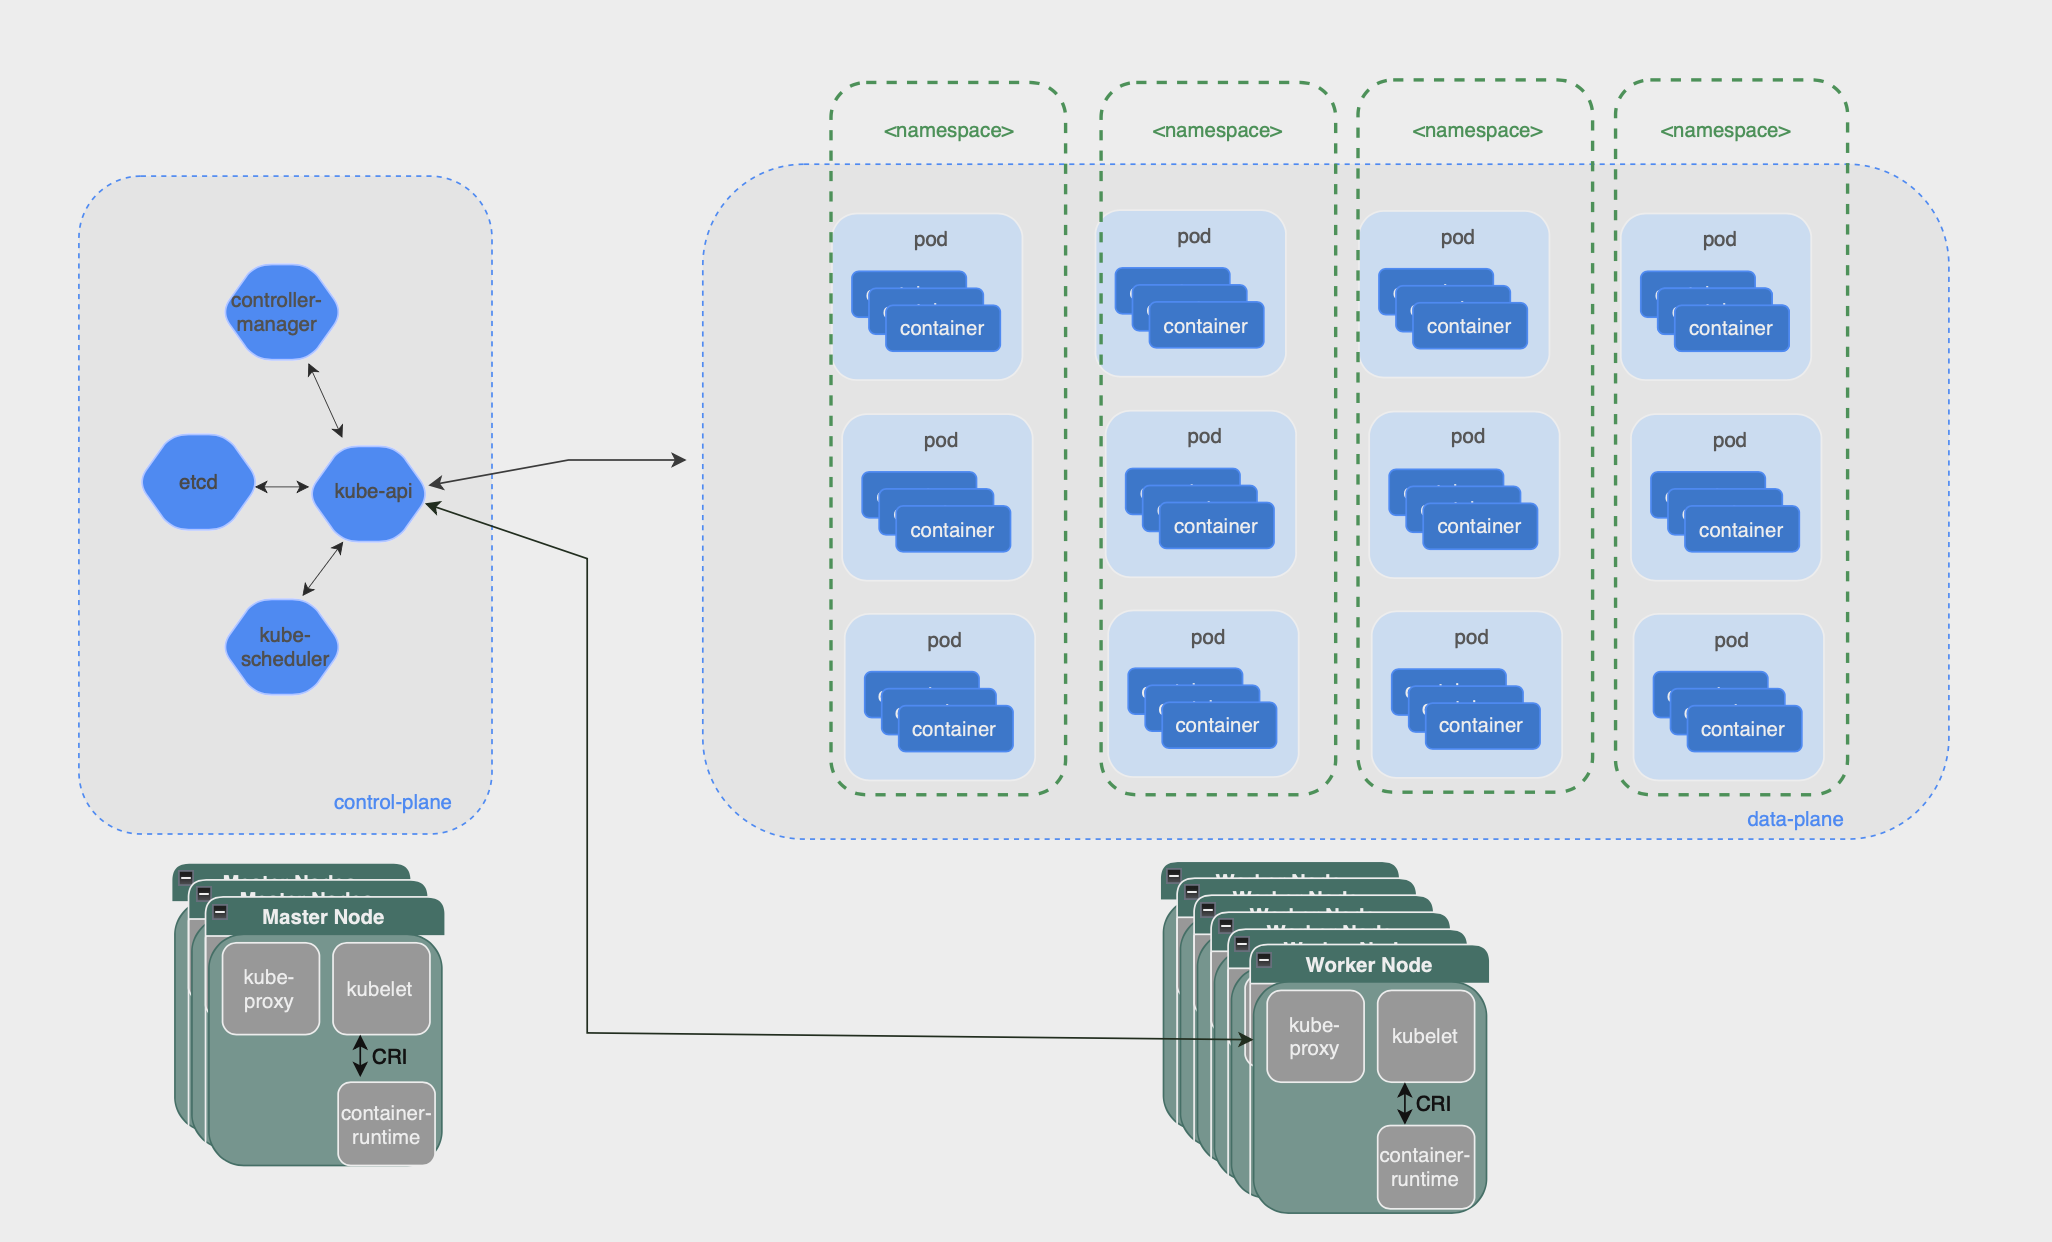 <namespace>
<namespace>
<namespace>
<namespace>
controller-
manager
etcd
kube-api
kube-
scheduler
control-plane
pod
container
pod
container
pod
container
pod
container
pod
container
pod
container
pod
container
pod
container
pod
container
pod
container
pod
container
pod
container
data-plane
Master Node
kube-
proxy
kubelet
CRI
container-
runtime
Worker Node
kube-
proxy
kubelet
CRI
container-
runtime